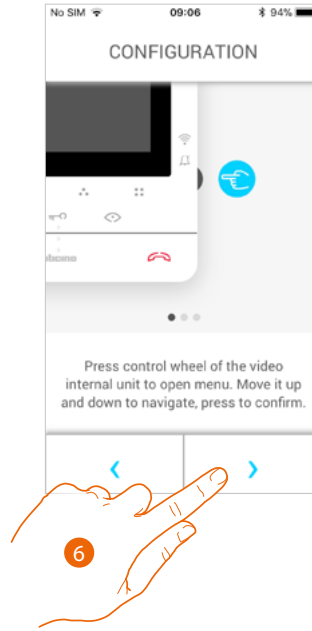 No SIM 09:06 94%
CONFIGURATION
Press control wheel of the video
internal unit to open menu. Move it up
and down to navigate, press to confirm.
6